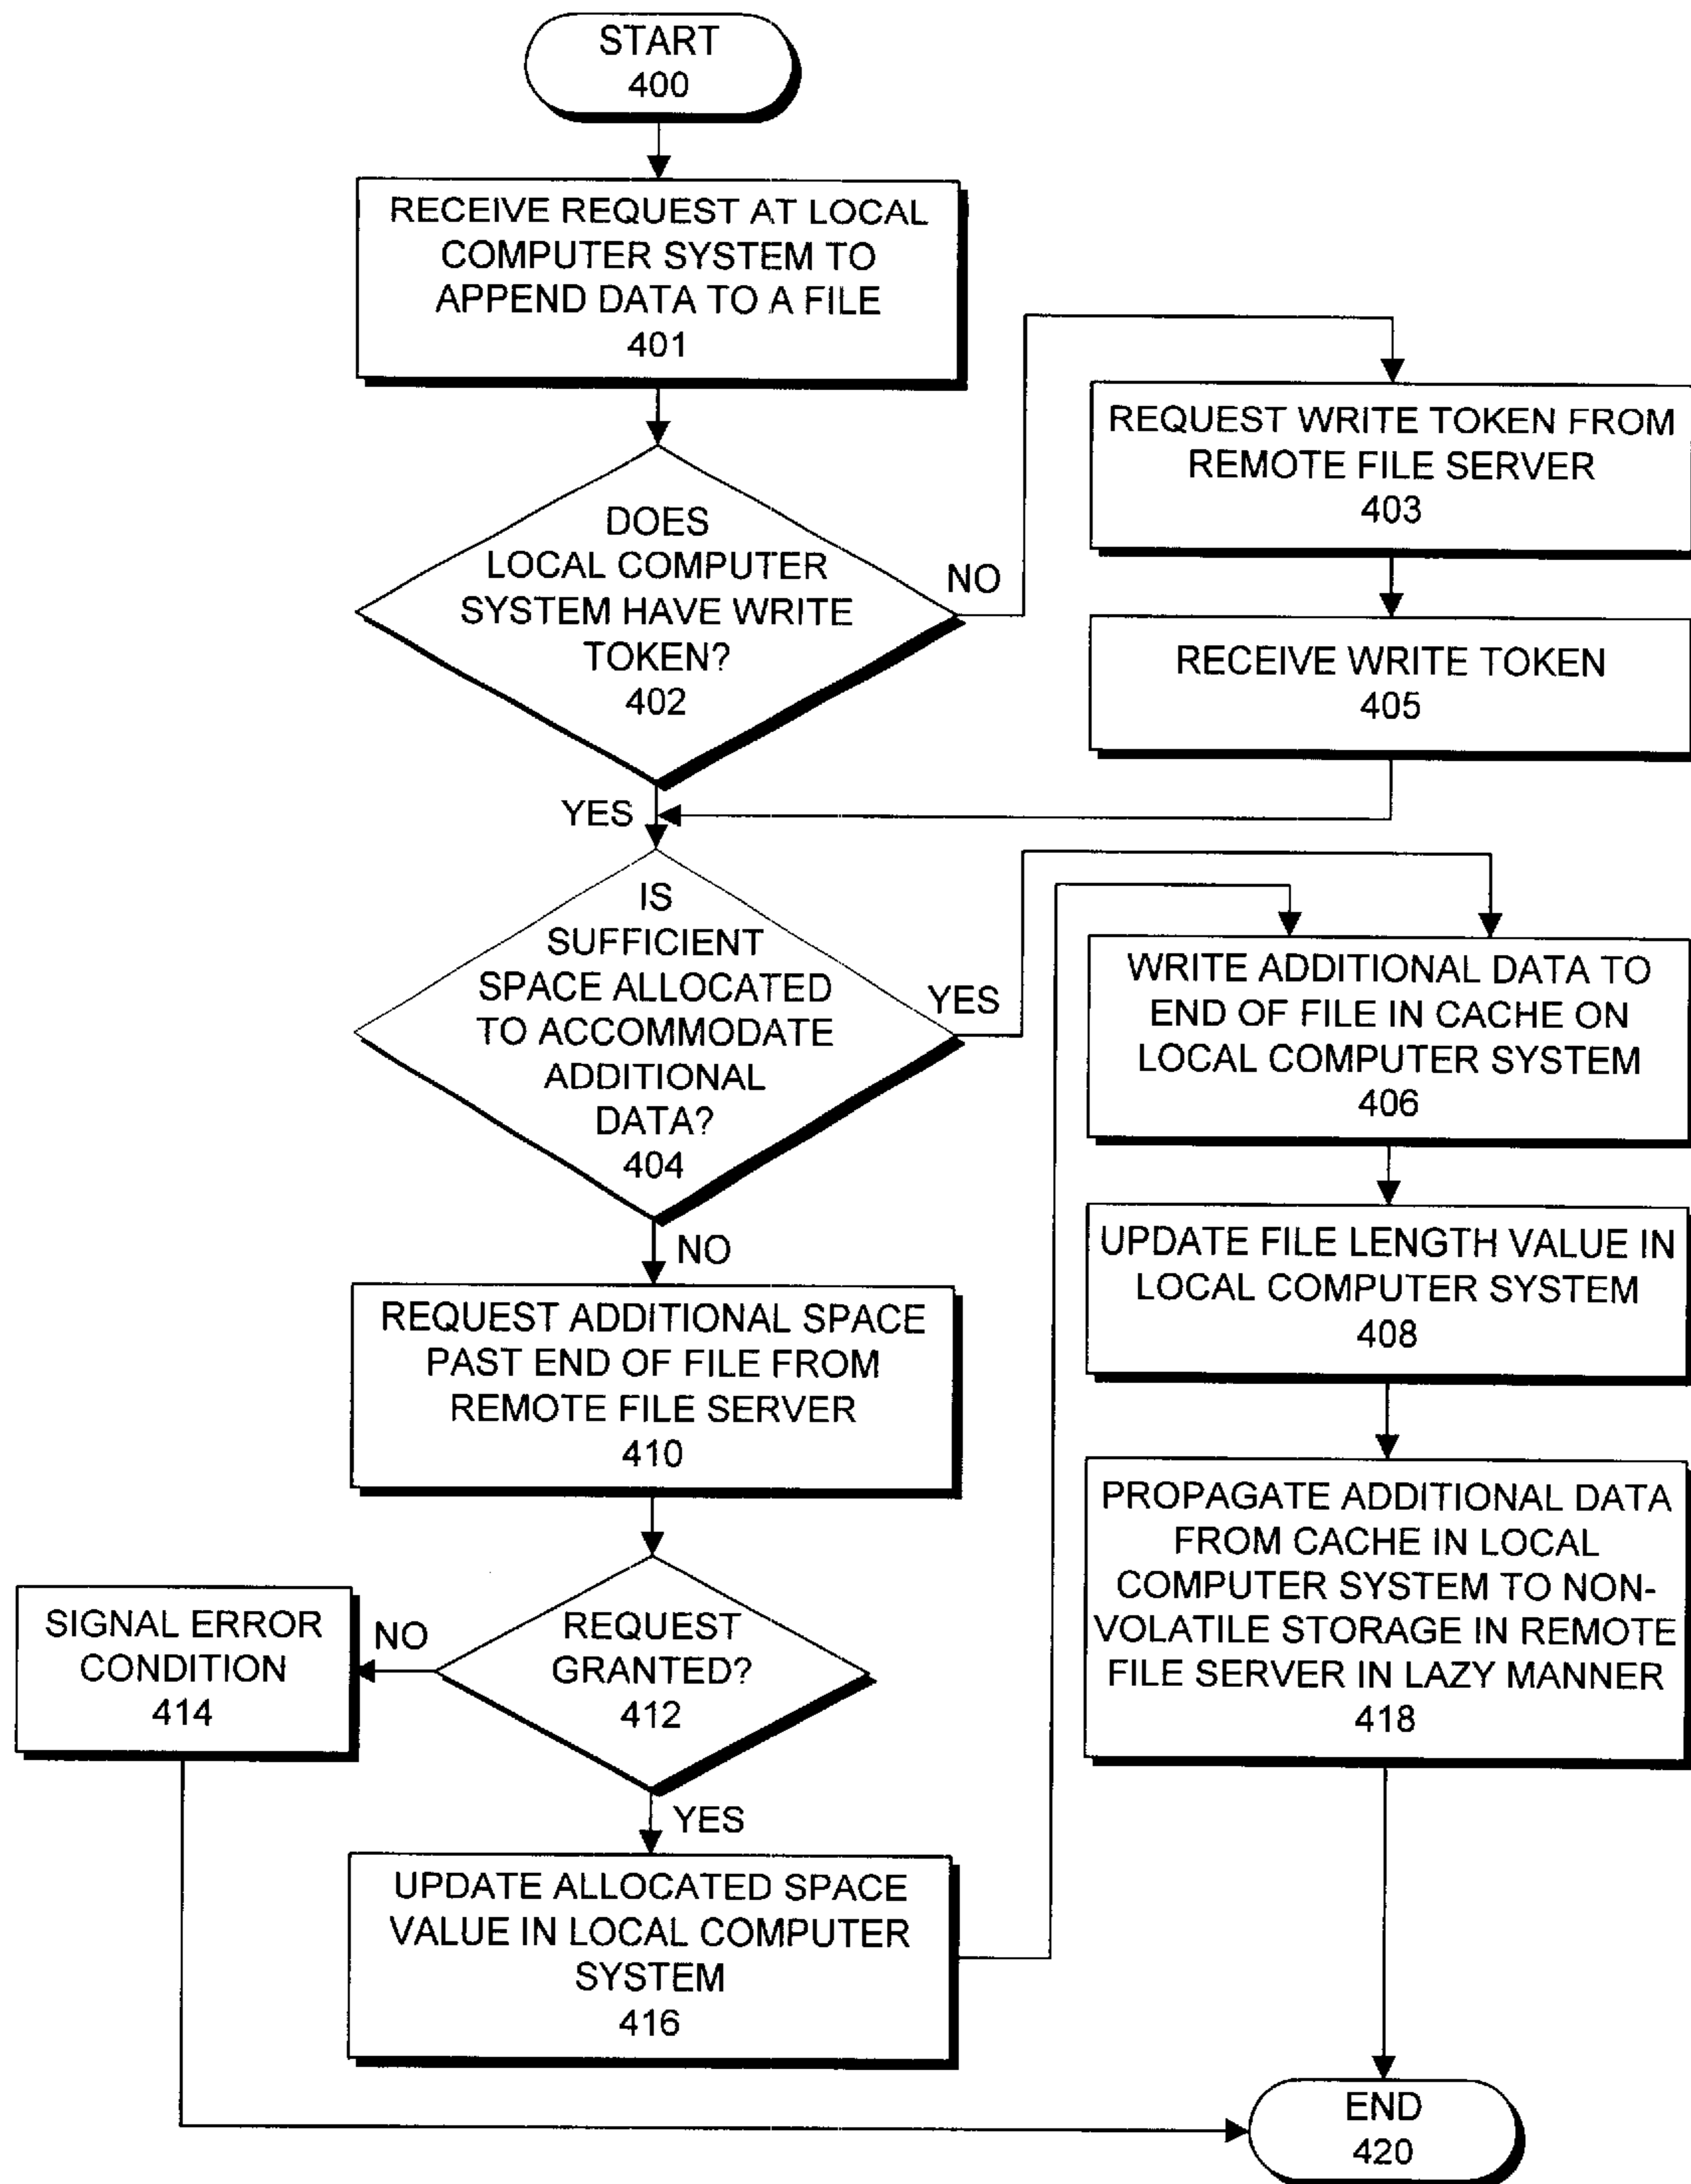 START
400
RECEIVE REQUEST AT LOCAL
COMPUTER SYSTEM TO
APPEND DATA TO A FILE
401
DOES
LOCAL COMPUTER
SYSTEM HAVE WRITE
TOKEN?
402
NO
REQUEST WRITE TOKEN FROM
REMOTE FILE SERVER
403
RECEIVE WRITE TOKEN
405
YES
IS
SUFFICIENT
SPACE ALLOCATED
TO ACCOMMODATE
ADDITIONAL
DATA?
404
YES
WRITE ADDITIONAL DATA TO
END OF FILE IN CACHE ON
LOCAL COMPUTER SYSTEM
406
UPDATE FILE LENGTH VALUE IN
LOCAL COMPUTER SYSTEM
408
NO
REQUEST ADDITIONAL SPACE
PAST END OF FILE FROM
REMOTE FILE SERVER
410
PROPAGATE ADDITIONAL DATA
FROM CACHE IN LOCAL
COMPUTER SYSTEM TO NON-
VOLATILE STORAGE IN REMOTE
FILE SERVER IN LAZY MANNER
418
REQUEST
GRANTED?
412
NO
SIGNAL ERROR
CONDITION
414
YES
UPDATE ALLOCATED SPACE
VALUE IN LOCAL COMPUTER
SYSTEM
416
END
420